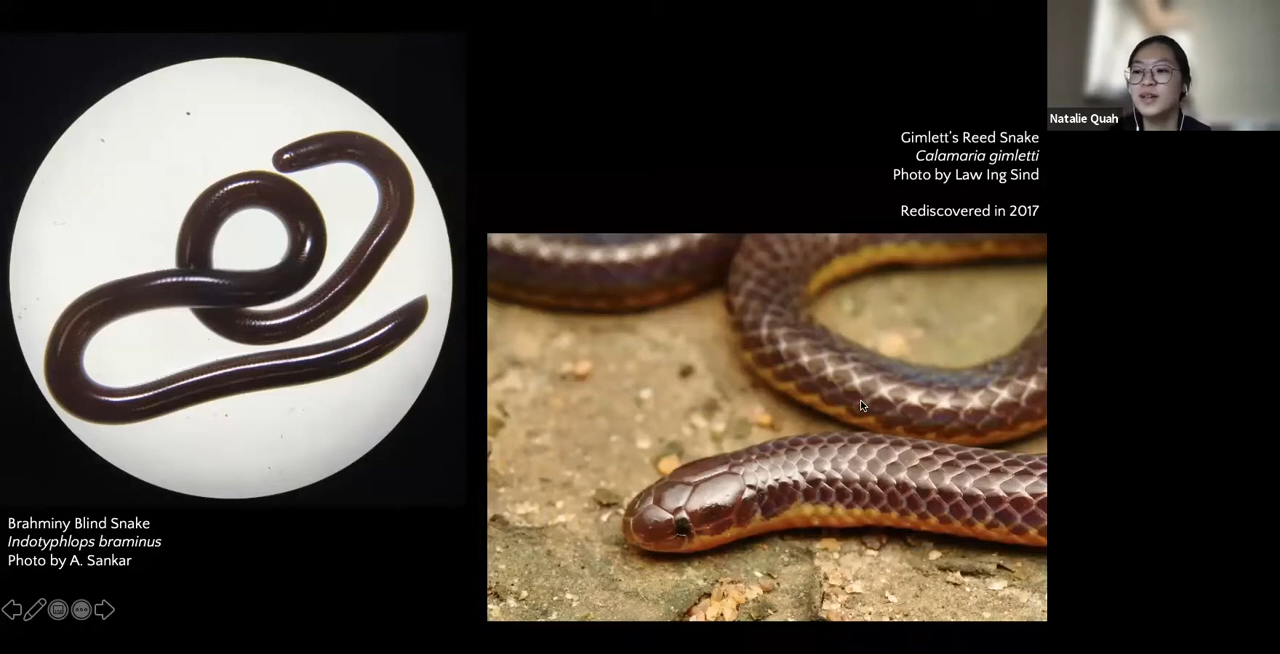 Natalie Quah
Gimlett's Reed Snake
Calamaria gimletti
Photo by Law Ing Sind
Rediscovered in 2017
Brahminy Blind Snake
Indotyphlops braminus
Photo by A. Sankar